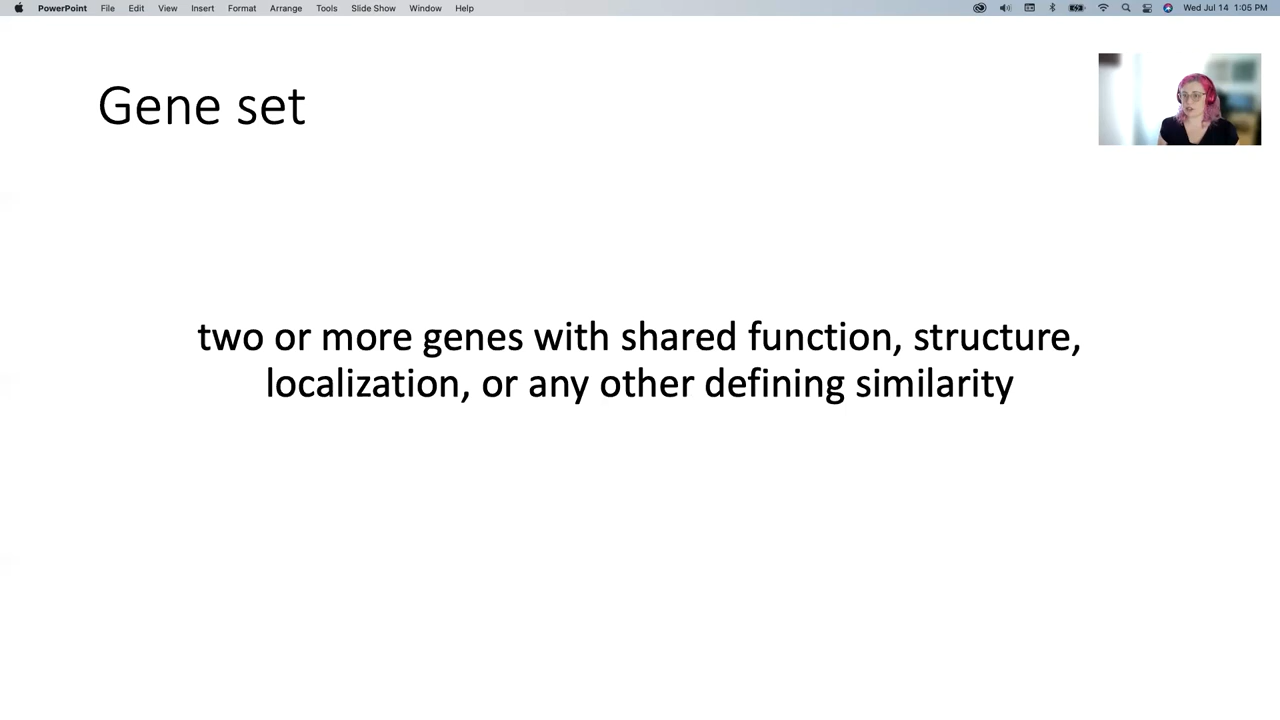 PowerPoint File Edit View Insert Format Arrange Tools Slide Show Window Help Wed Jul 14 1:05 PM
Gene set
two or more genes with shared function, structure,
localization, or any other defining similarity